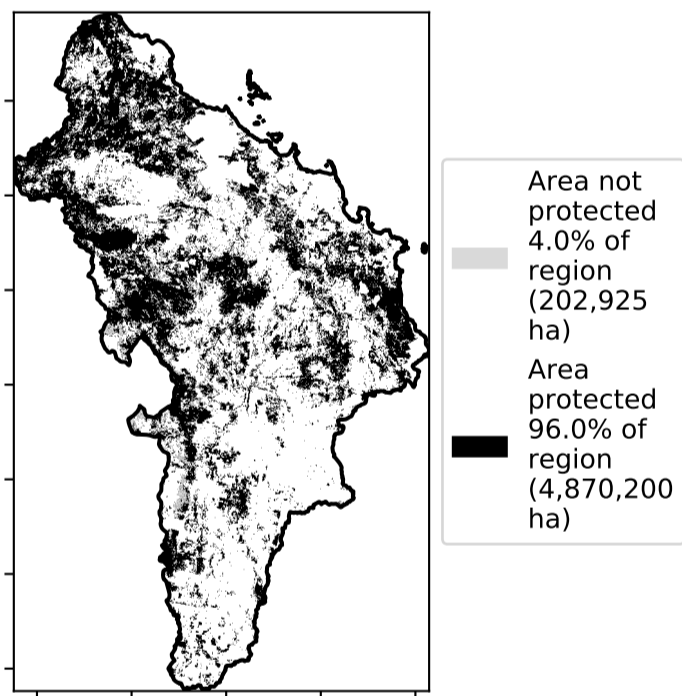 Area not
protected
4.0% of
region
(202,925
ha)
Area
protected
96.0% of
region
(4,870,200
ha)